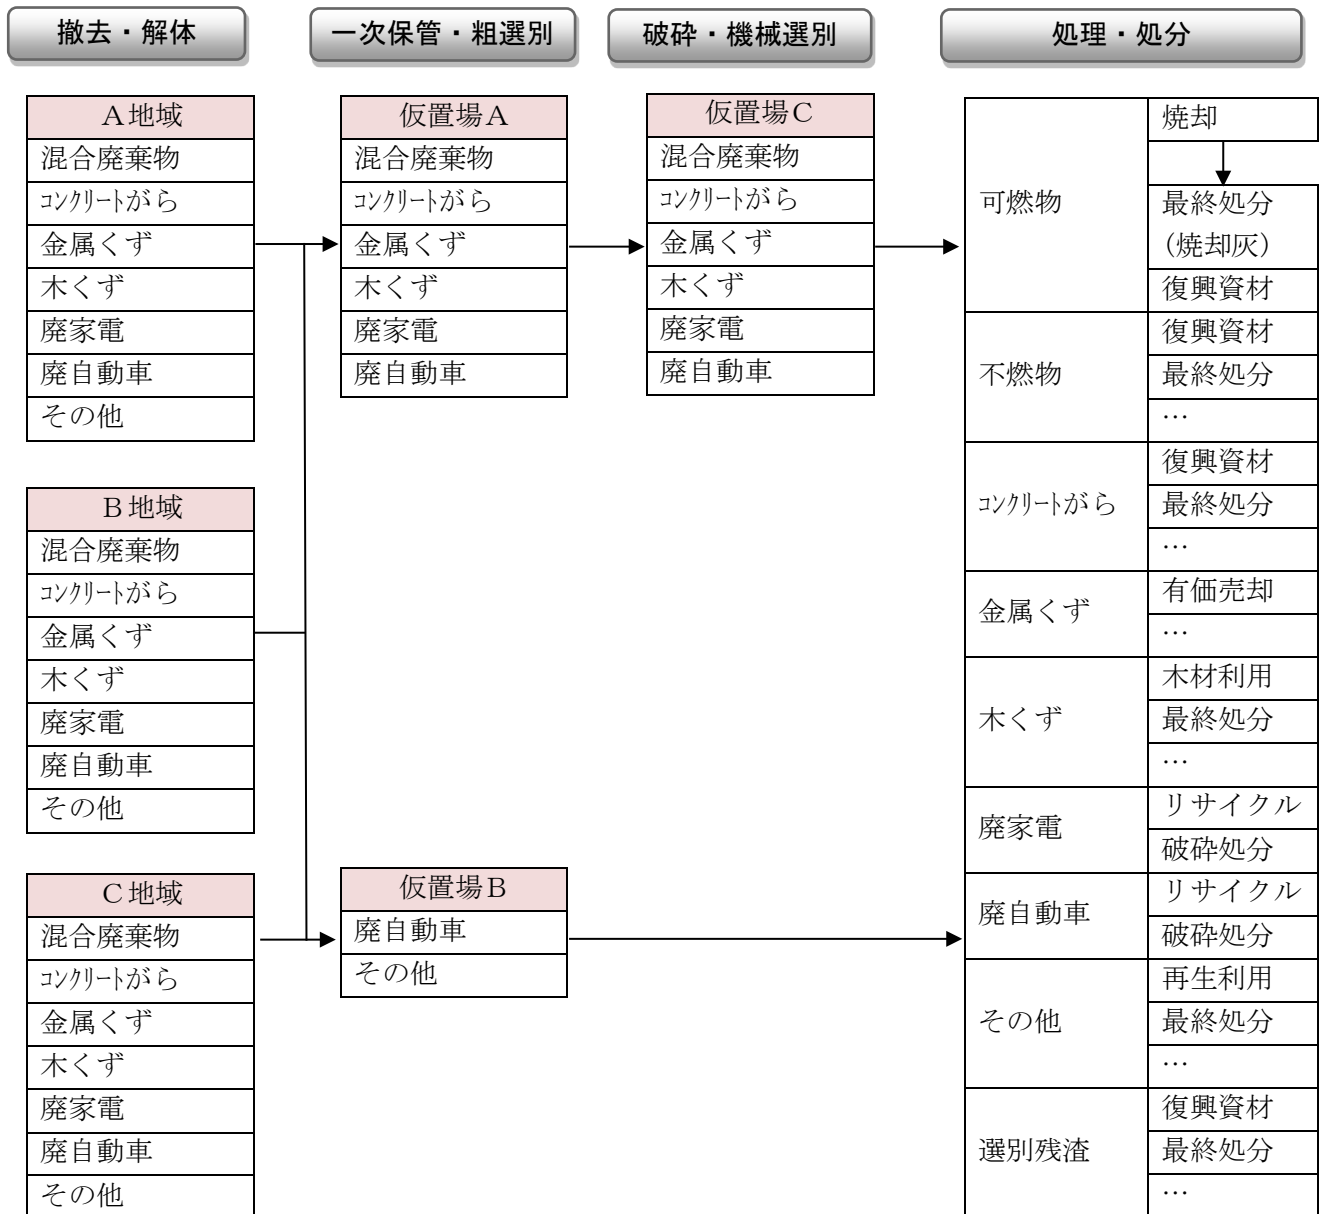 撤去・解体
一次保管・粗選別
破砕・機械選別
処理・処分
A地域
混合廃棄物
コンクリートがら
金属くず
木くず
廃家電
廃自動車
その他
B地域
混合廃棄物
コンクリートがら
金属くず
木くず
廃家電
廃自動車
その他
C地域
混合廃棄物
コンクリートがら
金属くず
木くず
廃家電
廃自動車
その他
仮置場A
混合廃棄物
コンクリートがら
金属くず
木くず
廃家電
廃自動車
仮置場B
廃自動車
その他
仮置場C
混合廃棄物
コンクリートがら
金属くず
木くず
廃家電
廃自動車
可燃物
焼却
最終処分
(焼却灰)
復興資材
不燃物
復興資材
最終処分
…
コンクリートがら
復興資材
最終処分
…
金属くず
有価売却
…
木くず
木材利用
最終処分
…
廃家電
リサイクル
破砕処分
廃自動車
リサイクル
破砕処分
その他
再生利用
最終処分
…
選別残渣
復興資材
最終処分
…